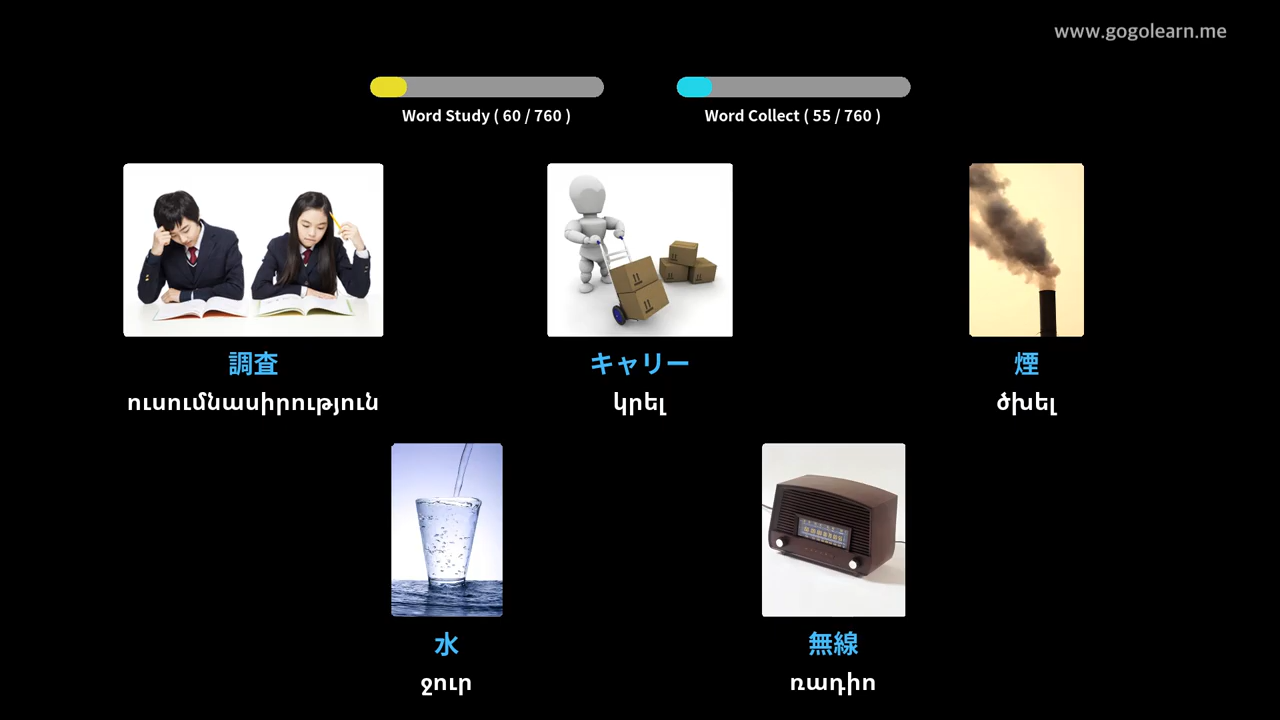 www.gogolearn.me
Word Study ( 60 / 760 )
Word Collect ( 55 / 760 )
調査
ուսումնասիրություն
キャリー
կրել
煙
ծխել
水
ջուր
無線
ռադիո